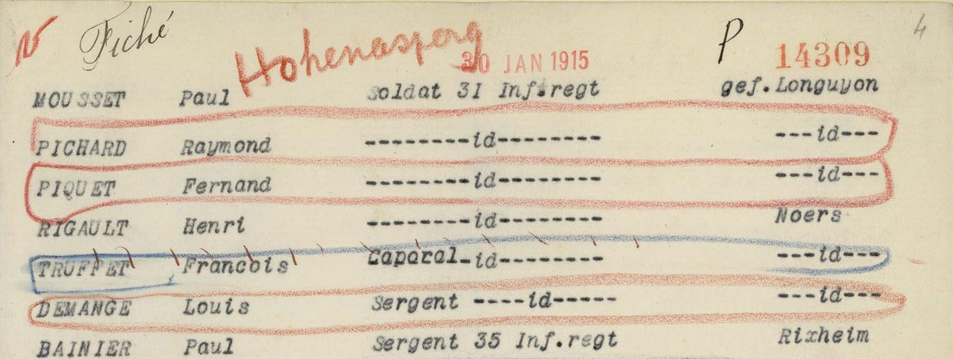 Fiché
Hohenasperg
30 JAN 1915
P
14309
4
MOUSSET Paul Soldat 31 Inf.regt gef.Longuyon
PICHARD Raymond --------id-------- ---id---
PIQUET Fernand --------id-------- ---id---
RIGAULT Henri --------id-------- Noers
TRUFFET Francois Caporal-id-------- ---id---
DEMANGE Louis Sergent ----id----- ---id---
BAINIER Paul Sergent 35 Inf.regt Rixheim